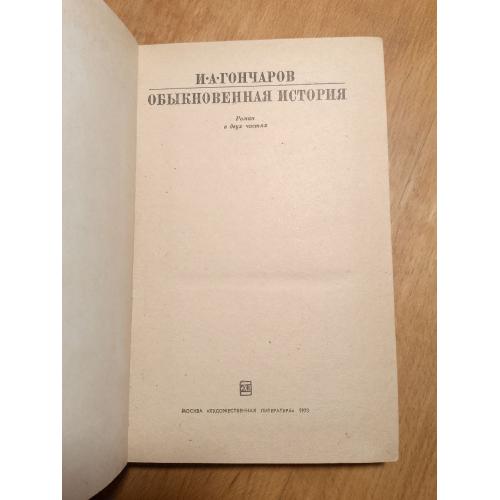 И·А·ГОНЧАРОВ
ОБЫКНОВЕННАЯ ИСТОРИЯ
Роман
в двух частях
МОСКВА «ХУДОЖЕСТВЕННАЯ ЛИТЕРАТУРА»